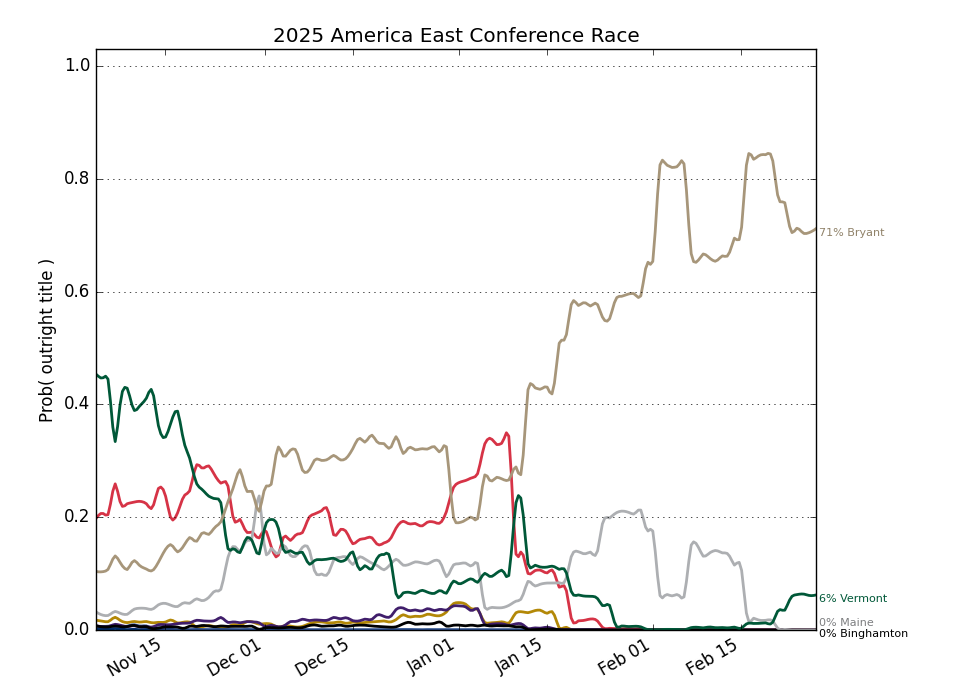 2025 America East Conference Race
Prob( outright title )
1.0
0.8
0.6
0.4
0.2
0.0
71% Bryant
6% Vermont
0% Maine
0% Binghamton
Nov 15
Dec 01
Dec 15
Jan 01
Jan 15
Feb 01
Feb 15